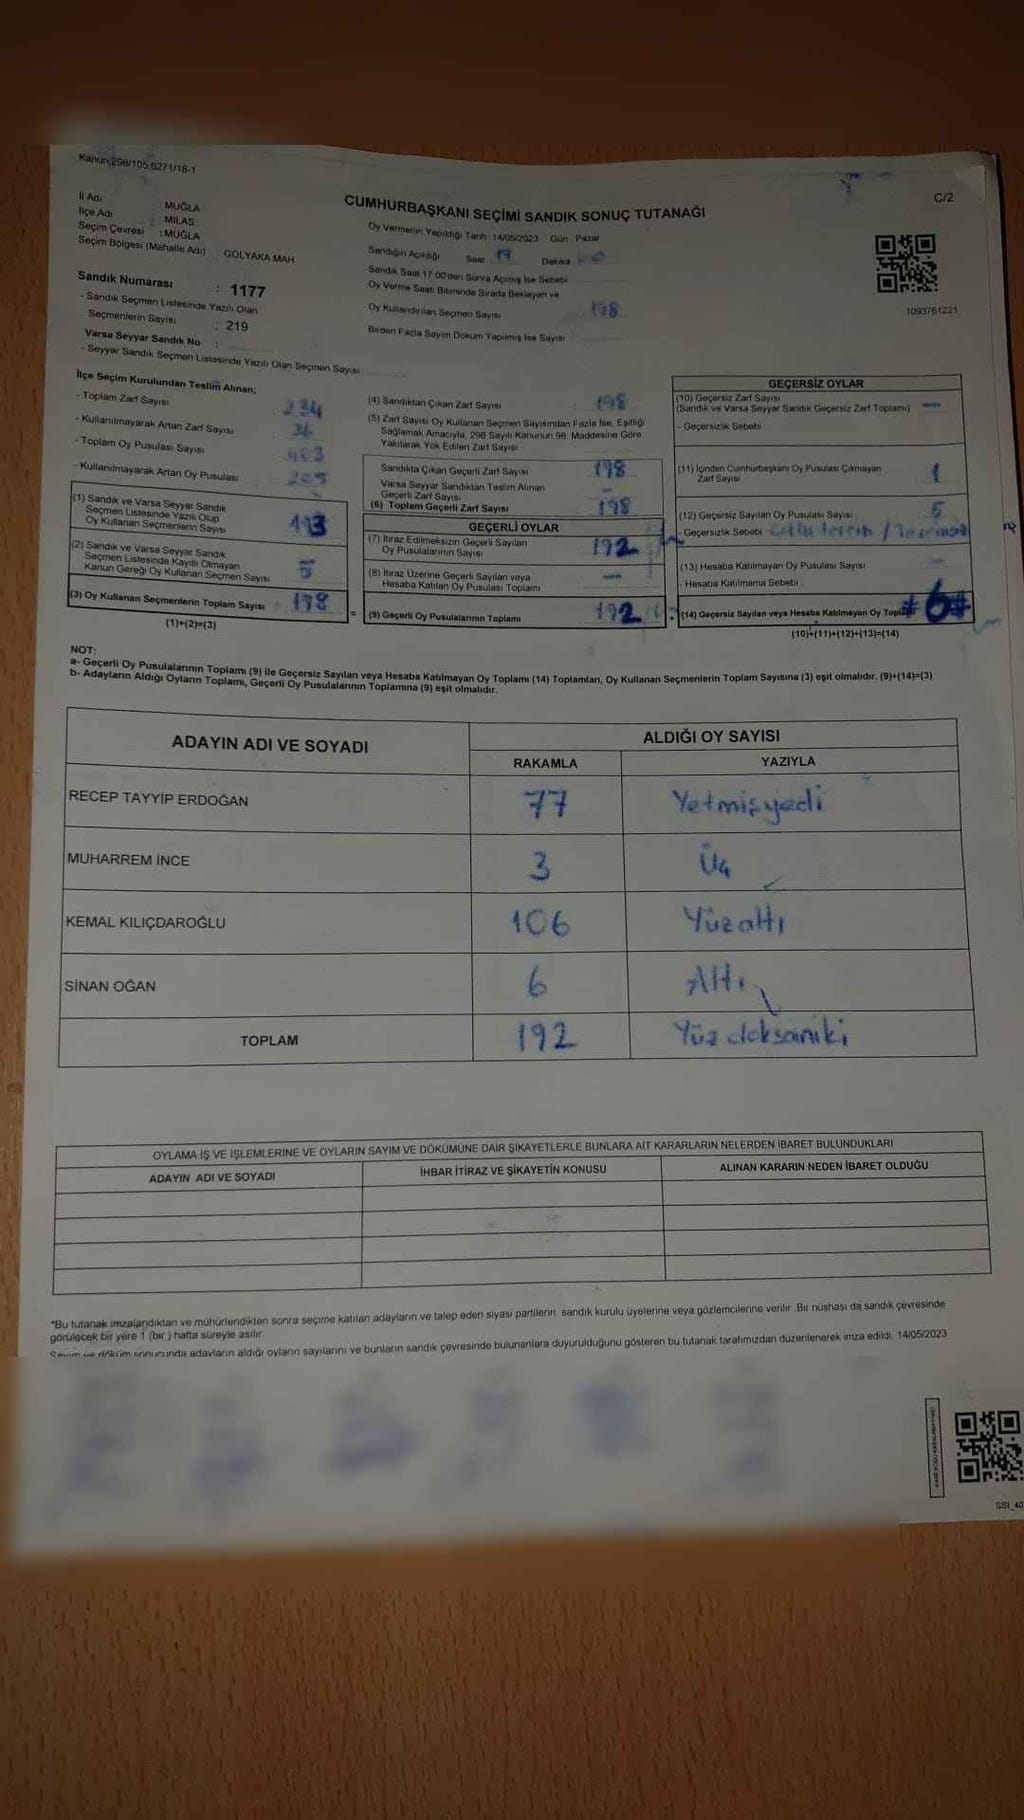 Kanun:298/105;6271/18-1
C/2
İl Adı : MUĞLA
İlçe Adı : MİLAS
Seçim Çevresi : MUĞLA
Seçim Bölgesi (Mahalle Adı) : GÖLYAKA MAH
CUMHURBAŞKANI SEÇİMİ SANDIK SONUÇ TUTANAĞI
Oy Vermenin Yapıldığı Tarih: 14/05/2023 Gün : Pazar
Sandığın Açıldığı Saat : 17 Dakika :
Sandık Saat 17:00'den Sonra Açılmış İse Sebebi
Oy Verme Saati Bitiminde Sırada Bekleyen ve
Oy Kullandırılan Seçmen Sayısı 198
Birden Fazla Sayım Döküm Yapılmış İse Sayısı :
1093761221
Sandık Numarası : 1177
- Sandık Seçmen Listesinde Yazılı Olan
Seçmenlerin Sayısı : 219
Varsa Seyyar Sandık No :
- Seyyar Sandık Seçmen Listesinde Yazılı Olan Seçmen Sayısı
İlçe Seçim Kurulundan Teslim Alınan;
- Toplam Zarf Sayısı 234
- Kullanılmayarak Artan Zarf Sayısı 36
- Toplam Oy Pusulası Sayısı 403
- Kullanılmayarak Artan Oy Pusulası 205
(1) Sandık ve Varsa Seyyar Sandık
Seçmen Listesinde Yazılı Olup
Oy Kullanan Seçmenlerin Sayısı 193
(2) Sandık ve Varsa Seyyar Sandık
Seçmen Listesinde Kayıtlı Olmayan
Kanun Gereği Oy Kullanan Seçmen Sayısı 5
(3) Oy Kullanan Seçmenlerin Toplam Sayısı 198
(1)+(2)=(3)
=
(4) Sandıktan Çıkan Zarf Sayısı 198
(5) Zarf Sayısı Oy Kullanan Seçmen Sayısından Fazla İse, Eşitliği
Sağlamak Amacıyla, 298 Sayılı Kanunun 98. Maddesine Göre
Yakılarak Yok Edilen Zarf Sayısı
Sandıkta Çıkan Geçerli Zarf Sayısı 198
Varsa Seyyar Sandıktan Teslim Alınan
Geçerli Zarf Sayısı -
(6) Toplam Geçerli Zarf Sayısı 198
GEÇERLİ OYLAR
(7) İtiraz Edilmeksizin Geçerli Sayılan
Oy Pusulalarının Sayısı 192
(8) İtiraz Üzerine Geçerli Sayılan veya
Hesaba Katılan Oy Pusulası Toplamı —
(9) Geçerli Oy Pusulalarının Toplamı 192
+
GEÇERSİZ OYLAR
(10) Geçersiz Zarf Sayısı
(Sandık ve Varsa Seyyar Sandık Geçersiz Zarf Toplamı) —
- Geçersizlik Sebebi :
(11) İçinden Cumhurbaşkanı Oy Pusulası Çıkmayan
Zarf Sayısı 1
(12) Geçersiz Sayılan Oy Pusulası Sayısı 5
- Geçersizlik Sebebi
(13) Hesaba Katılmayan Oy Pusulası Sayısı —
- Hesaba Katılmama Sebebi :
(14) Geçersiz Sayılan veya Hesaba Katılmayan Oy #6#
(10)+(11)+(12)+(13)=(14)
NOT:
a- Geçerli Oy Pusulalarının Toplamı (9) ile Geçersiz Sayılan veya Hesaba Katılmayan Oy Toplamı (14) Toplamları, Oy Kullanan Seçmenlerin Toplam Sayısına (3) eşit olmalıdır. (9)+(14)=(3)
b- Adayların Aldığı Oyların Toplamı, Geçerli Oy Pusulalarının Toplamına (9) eşit olmalıdır.
ADAYIN ADI VE SOYADI ALDIĞI OY SAYISI
RAKAMLA YAZIYLA
RECEP TAYYİP ERDOĞAN 77 Yetmişyedi
MUHARREM İNCE 3 Üç
KEMAL KILIÇDAROĞLU 106 Yüzaltı
SİNAN OĞAN 6 Altı
TOPLAM 192 Yüz doksaniki
OYLAMA İŞ VE İŞLEMLERİNE VE OYLARIN SAYIM VE DÖKÜMÜNE DAİR ŞİKAYETLERLE BUNLARA AİT KARARLARIN NELERDEN İBARET BULUNDUKLARI
ADAYIN ADI VE SOYADI İHBAR İTİRAZ VE ŞİKAYETİN KONUSU ALINAN KARARIN NEDEN İBARET OLDUĞU
*Bu tutanak imzalandıktan ve mühürlendikten sonra seçime katılan adayların ve talep eden siyasi partilerin sandık kurulu üyelerine veya gözlemcilerine verilir. Bir nüshası da sandık çevresinde
görülecek bir yere 1 (bir ) hafta süreyle asılır.
Seçim ve döküm sonucunda adayların aldığı oyların sayılarını ve bunların sandık çevresinde bulunanlara duyurulduğunu gösteren bu tutanak tarafımızdan düzenlenerek imza edildi. 14/05/2023
SSİ_40